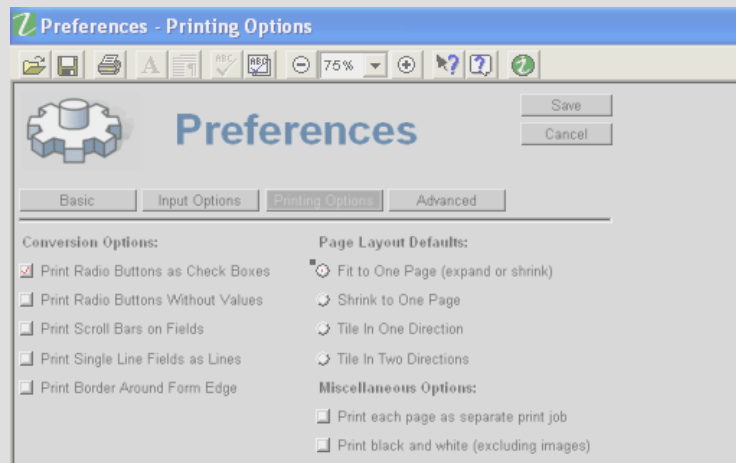 Preferences - Printing Options
ABC ABC 75%
Preferences
Save
Cancel
Basic Input Options Printing Options Advanced
Conversion Options:
Print Radio Buttons as Check Boxes
Print Radio Buttons Without Values
Print Scroll Bars on Fields
Print Single Line Fields as Lines
Print Border Around Form Edge
Page Layout Defaults:
Fit to One Page (expand or shrink)
Shrink to One Page
Tile In One Direction
Tile In Two Directions
Miscellaneous Options:
Print each page as separate print job
Print black and white (excluding images)